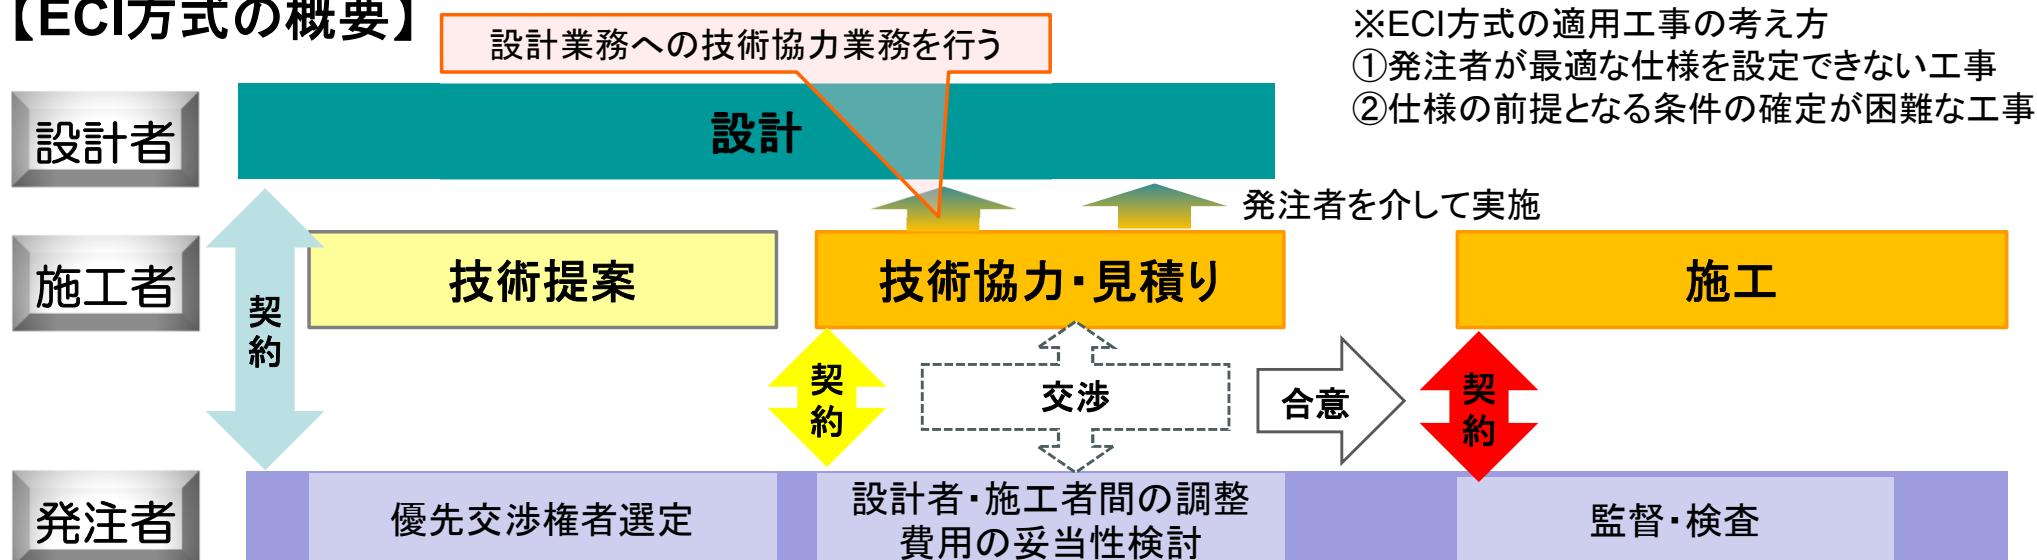 【ECI方式の概要】
設計業務への技術協力業務を行う
※ECI方式の適用工事の考え方
①発注者が最適な仕様を設定できない工事
②仕様の前提となる条件の確定が困難な工事
設計者
設計
発注者を介して実施
施工者
技術提案
技術協力・見積り
施工
契約
契約
交渉
合意
契約
発注者
優先交渉権者選定
設計者・施工者間の調整
費用の妥当性検討
監督・検査